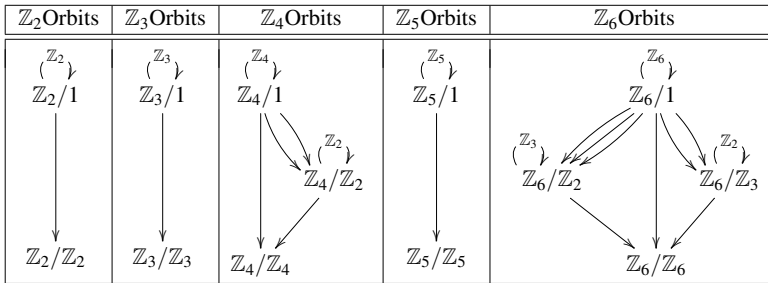 ℤ₂Orbits ℤ₃Orbits ℤ₄Orbits ℤ₅Orbits ℤ₆Orbits
ℤ₂ ℤ₃ ℤ₄ ℤ₅ ℤ₆
ℤ₂/1 ℤ₃/1 ℤ₄/1 ℤ₅/1 ℤ₆/1
ℤ₂ ℤ₃ ℤ₂
ℤ₄/ℤ₂ ℤ₆/ℤ₂ ℤ₆/ℤ₃
ℤ₂/ℤ₂ ℤ₃/ℤ₃ ℤ₄/ℤ₄ ℤ₅/ℤ₅ ℤ₆/ℤ₆